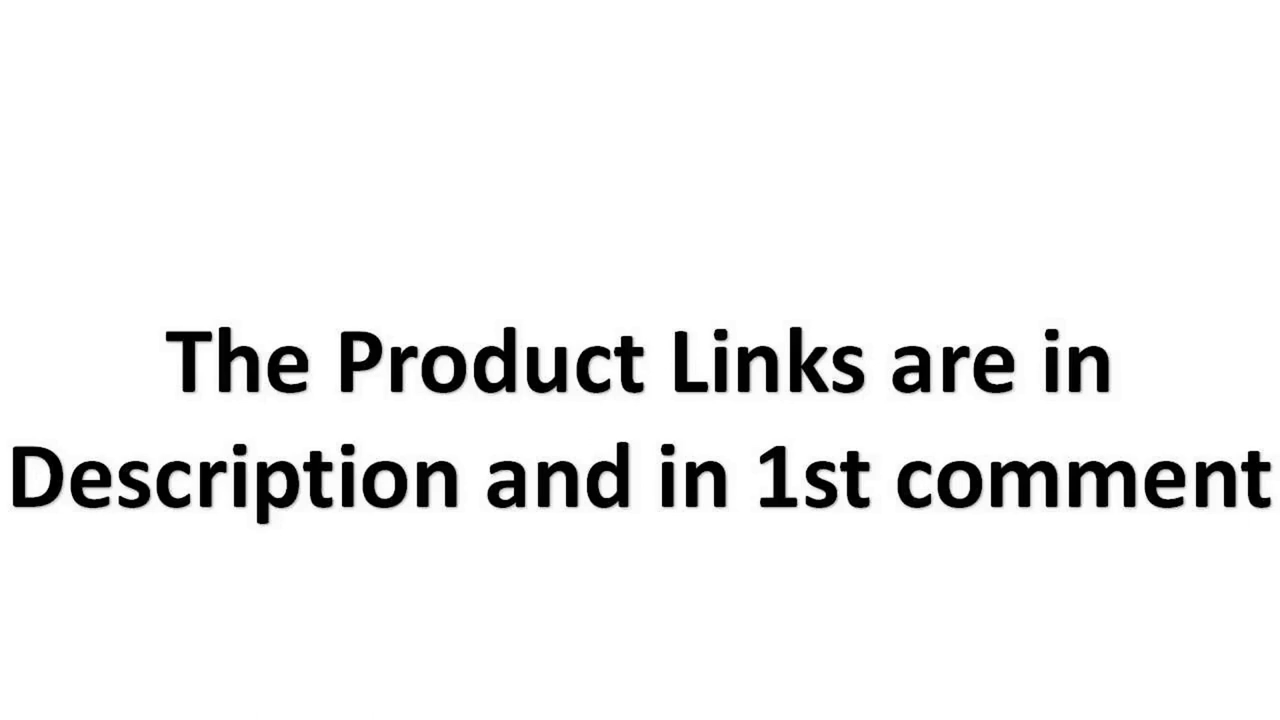 The Product Links are in
Description and in 1st comment